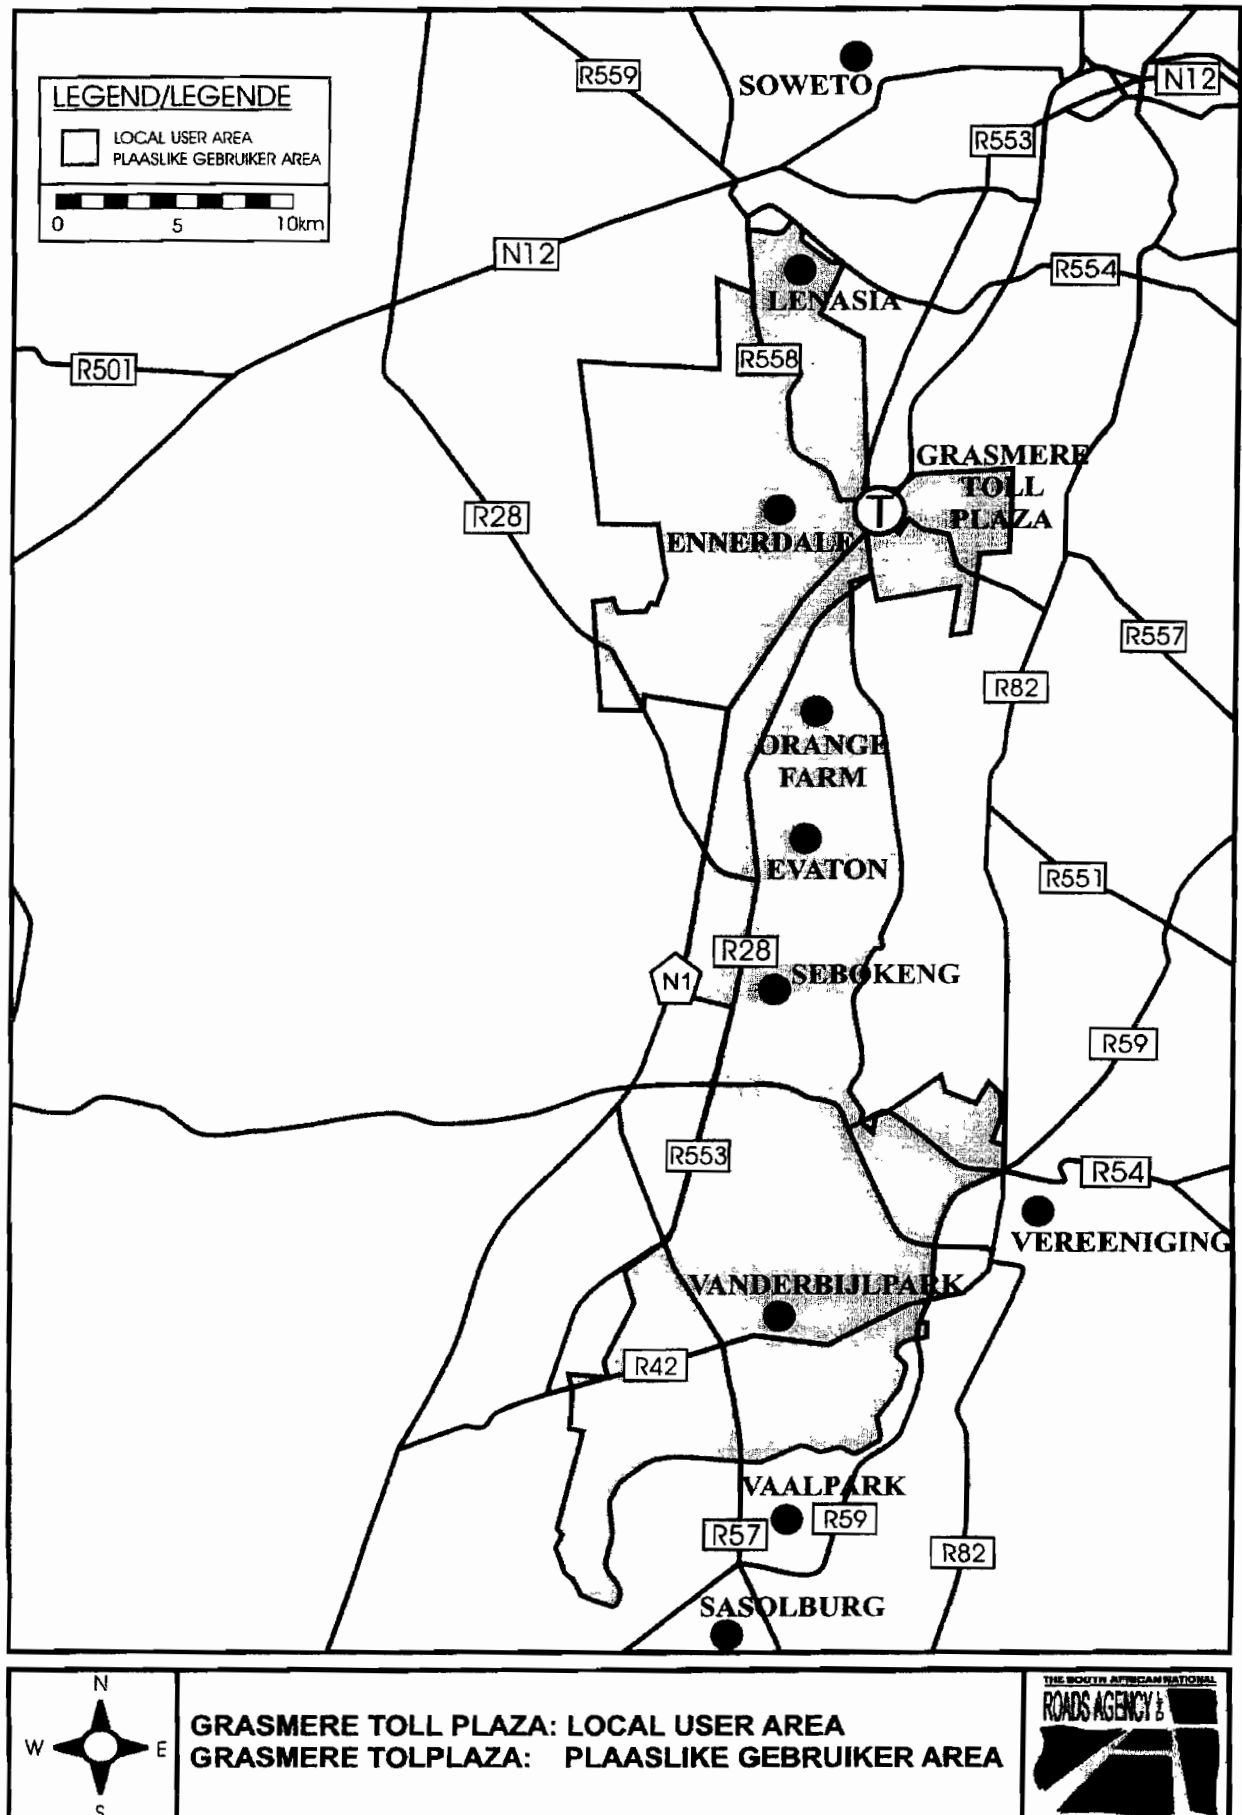 SOWETO
R559
N12
LEGEND/LEGENDE
LOCAL USER AREA
PLAASLIKE GEBRUIKER AREA
0 5 10km
R553
N12
R554
LENASIA
R558
R501
GRASMERE
TOLL
PLAZA
T
R28
ENNERDALE
R557
R82
ORANGE
FARM
EVATON
R551
R28
SEBOKENG
N1
R59
R553
R54
VEREENIGING
VANDERBIJLPARK
R42
VAALPARK
R59
R57
R82
SASOLBURG
N
W E
S
GRASMERE TOLL PLAZA: LOCAL USER AREA
GRASMERE TOLPLAZA: PLAASLIKE GEBRUIKER AREA
THE SOUTH AFRICAN NATIONAL
ROADS AGENCY